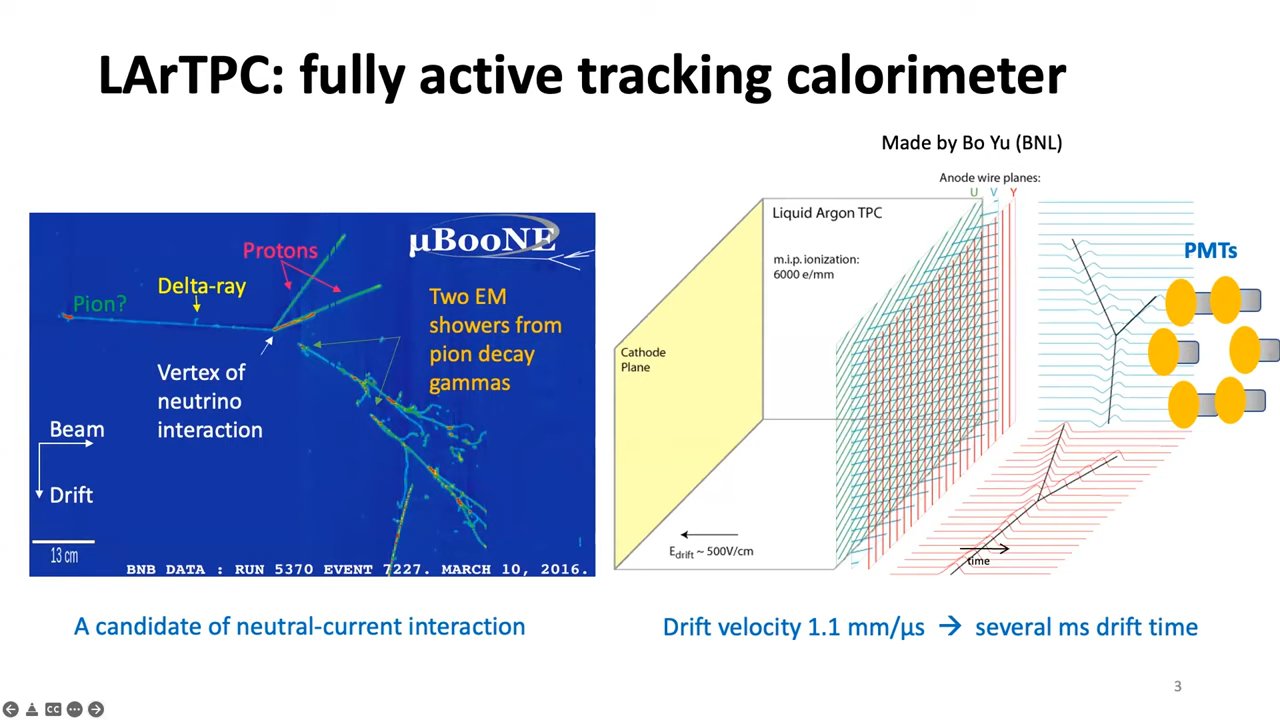 LArTPC: fully active tracking calorimeter
µBooNE
Protons
Delta-ray
Pion?
Two EM
showers from
pion decay
gammas
Vertex of
neutrino
interaction
Beam
Drift
13 cm
BNB DATA : RUN 5370 EVENT 7227. MARCH 10, 2016.
A candidate of neutral-current interaction
Made by Bo Yu (BNL)
Anode wire planes:
U V Y
Liquid Argon TPC
m.i.p. ionization:
6000 e/mm
Cathode
Plane
Edrift ~ 500V/cm
PMTs
time
Drift velocity 1.1 mm/µs → several ms drift time
3
CC